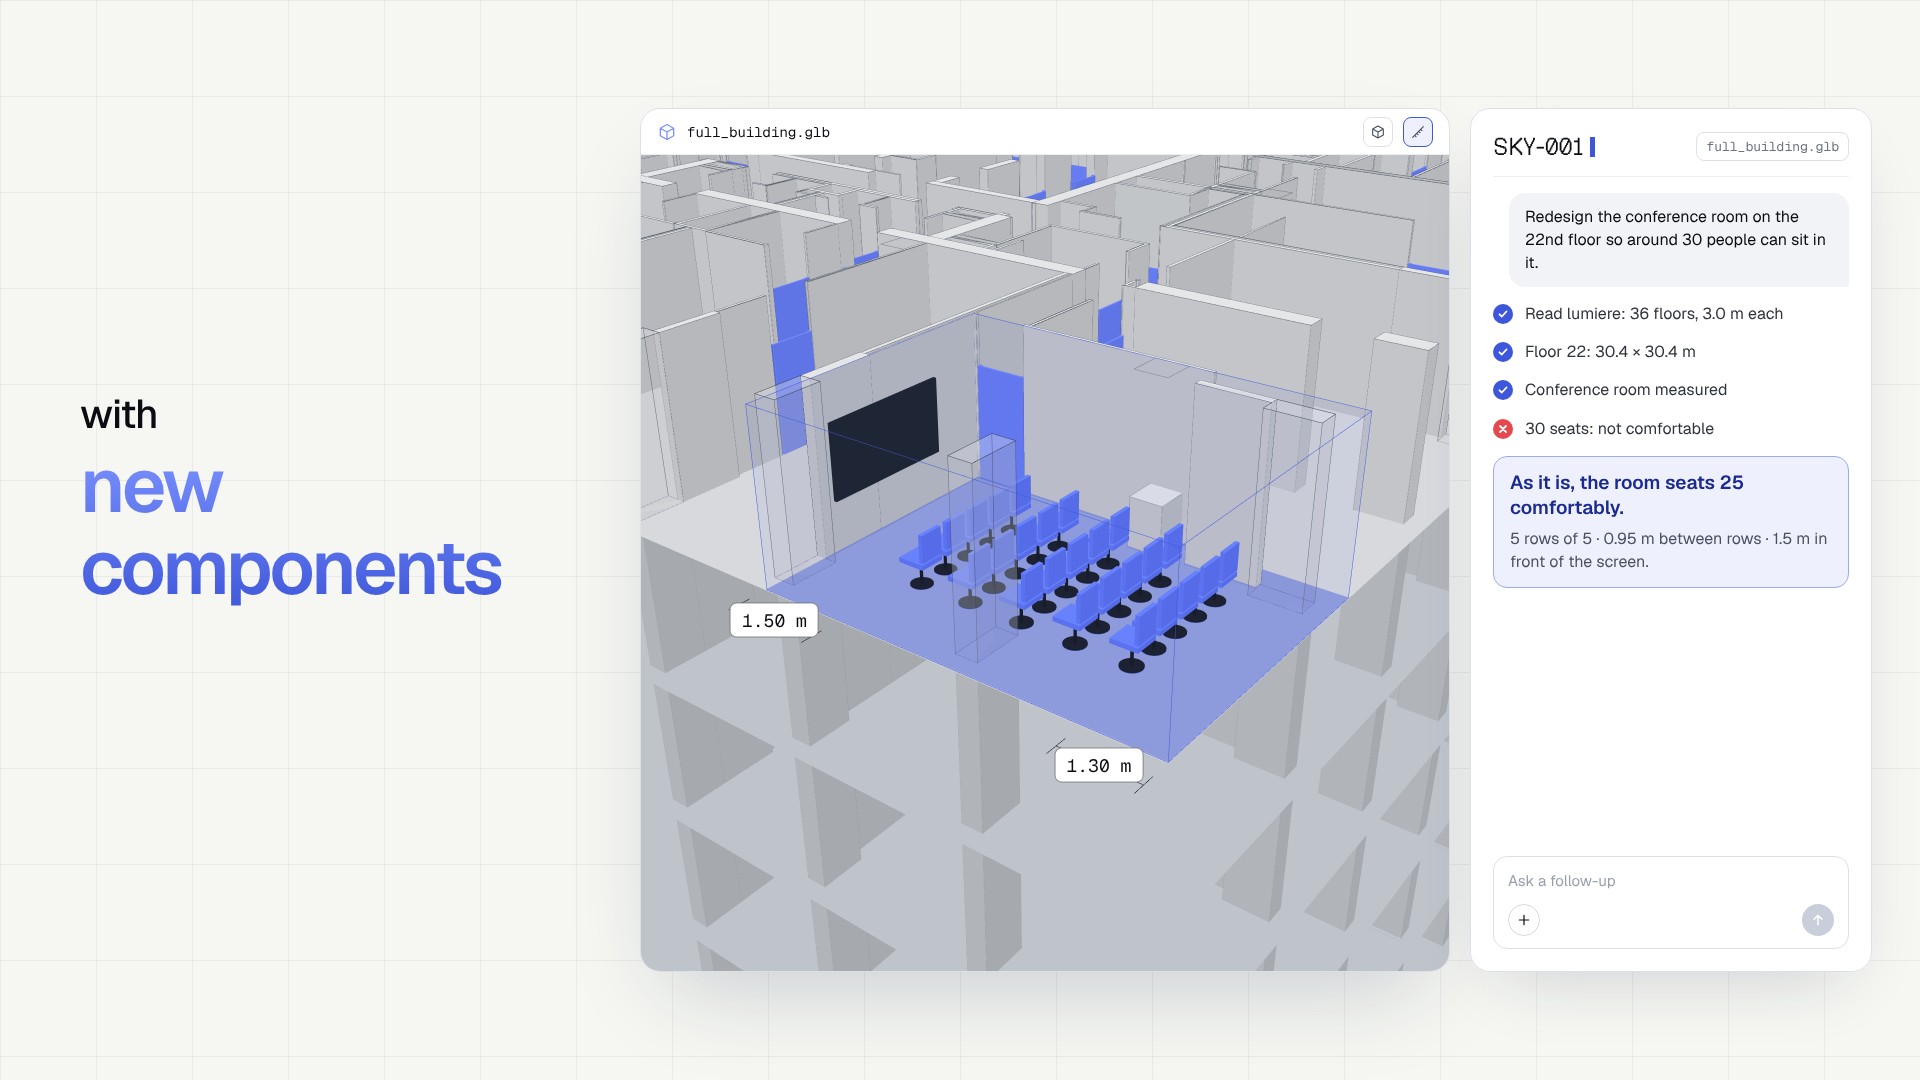 with
new
components
full_building.glb
1.50 m
1.30 m
SKY-001
full_building.glb
Redesign the conference room on the
22nd floor so around 30 people can sit in
it.
Read lumiere: 36 floors, 3.0 m each
Floor 22: 30.4 × 30.4 m
Conference room measured
30 seats: not comfortable
As it is, the room seats 25
comfortably.
5 rows of 5 · 0.95 m between rows · 1.5 m in
front of the screen.
Ask a follow-up